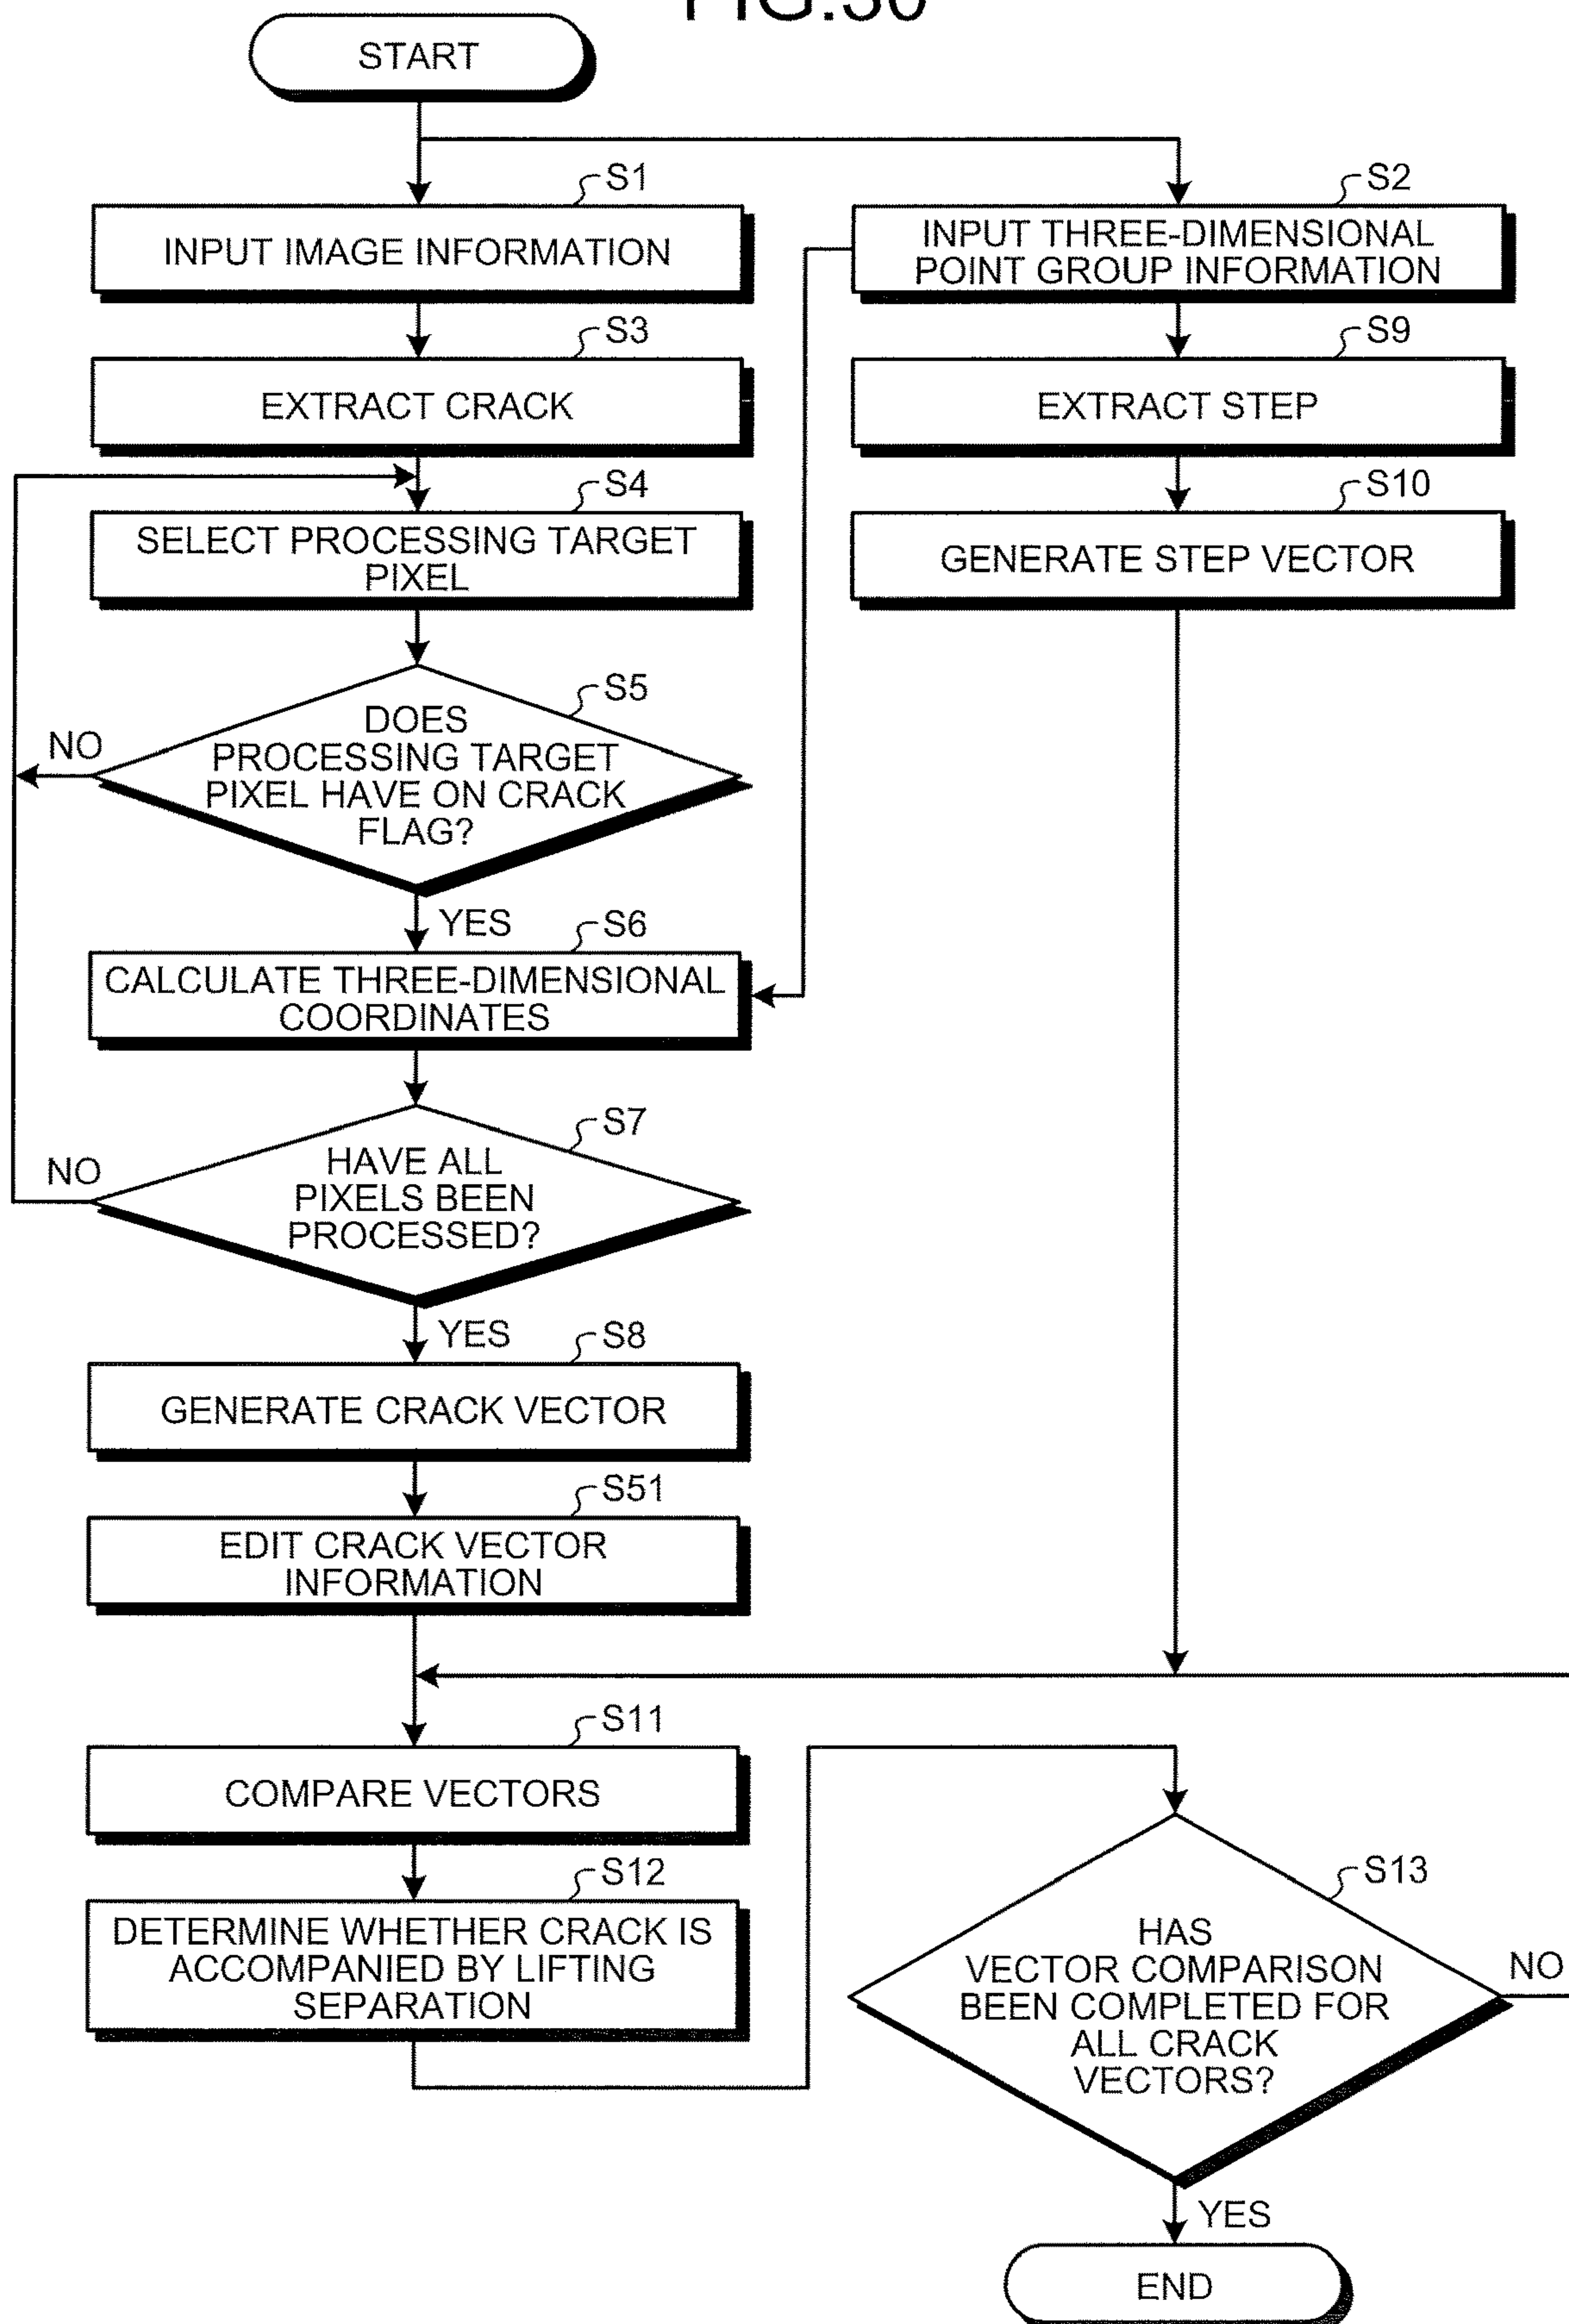 FIG.30
START
S1
INPUT IMAGE INFORMATION
S2
INPUT THREE-DIMENSIONAL
POINT GROUP INFORMATION
S3
EXTRACT CRACK
S9
EXTRACT STEP
S4
SELECT PROCESSING TARGET
PIXEL
S10
GENERATE STEP VECTOR
S5
DOES
PROCESSING TARGET
PIXEL HAVE ON CRACK
FLAG?
NO
YES
S6
CALCULATE THREE-DIMENSIONAL
COORDINATES
S7
HAVE ALL
PIXELS BEEN
PROCESSED?
NO
YES
S8
GENERATE CRACK VECTOR
S51
EDIT CRACK VECTOR
INFORMATION
S11
COMPARE VECTORS
S12
DETERMINE WHETHER CRACK IS
ACCOMPANIED BY LIFTING
SEPARATION
S13
HAS
VECTOR COMPARISON
BEEN COMPLETED FOR
ALL CRACK
VECTORS?
NO
YES
END